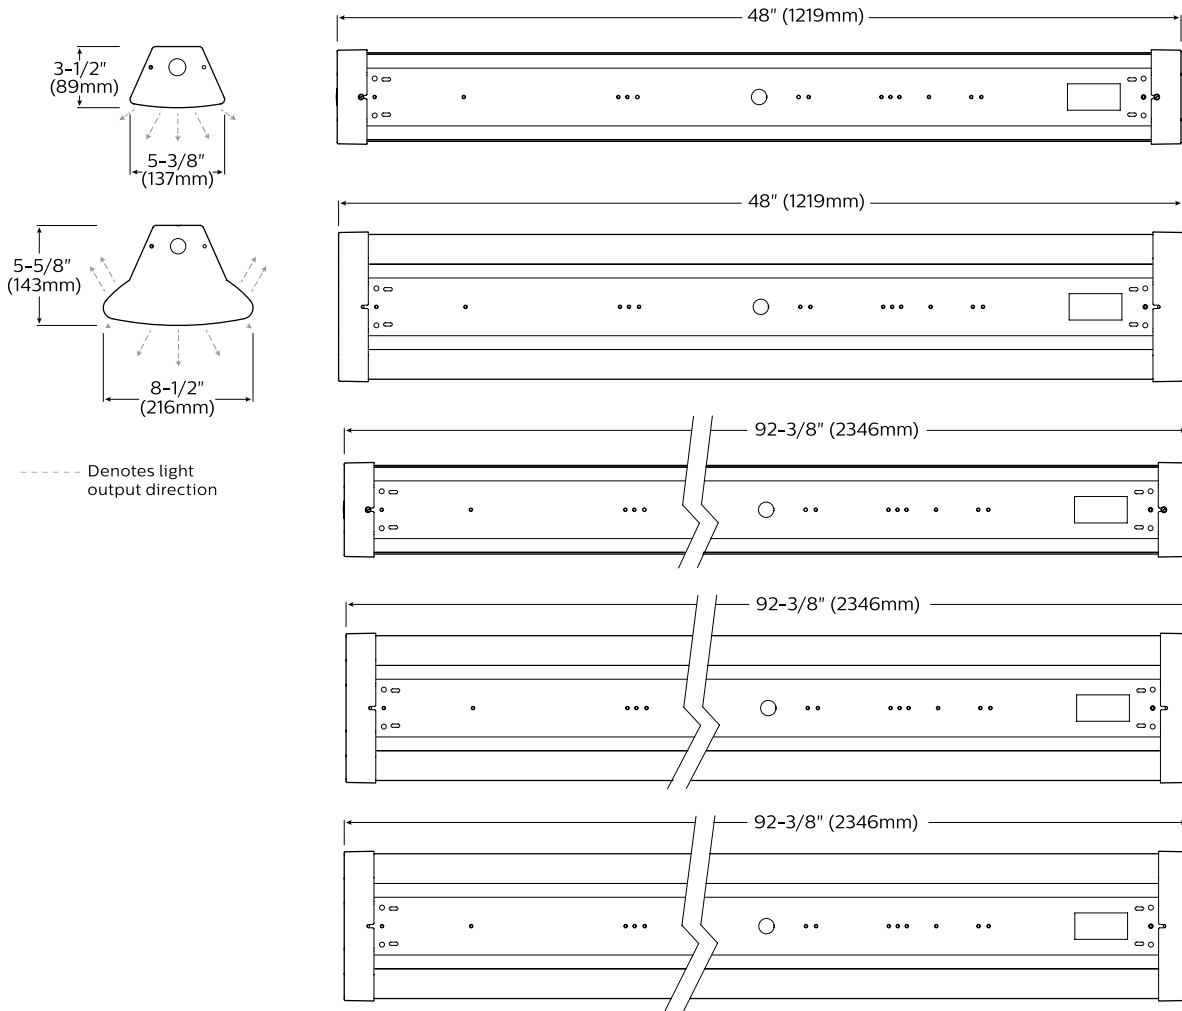 48" (1219mm)
3-1/2"
(89mm)
5-3/8"
(137mm)
48" (1219mm)
5-5/8"
(143mm)
8-1/2"
(216mm)
92-3/8" (2346mm)
Denotes light
output direction
92-3/8" (2346mm)
92-3/8" (2346mm)